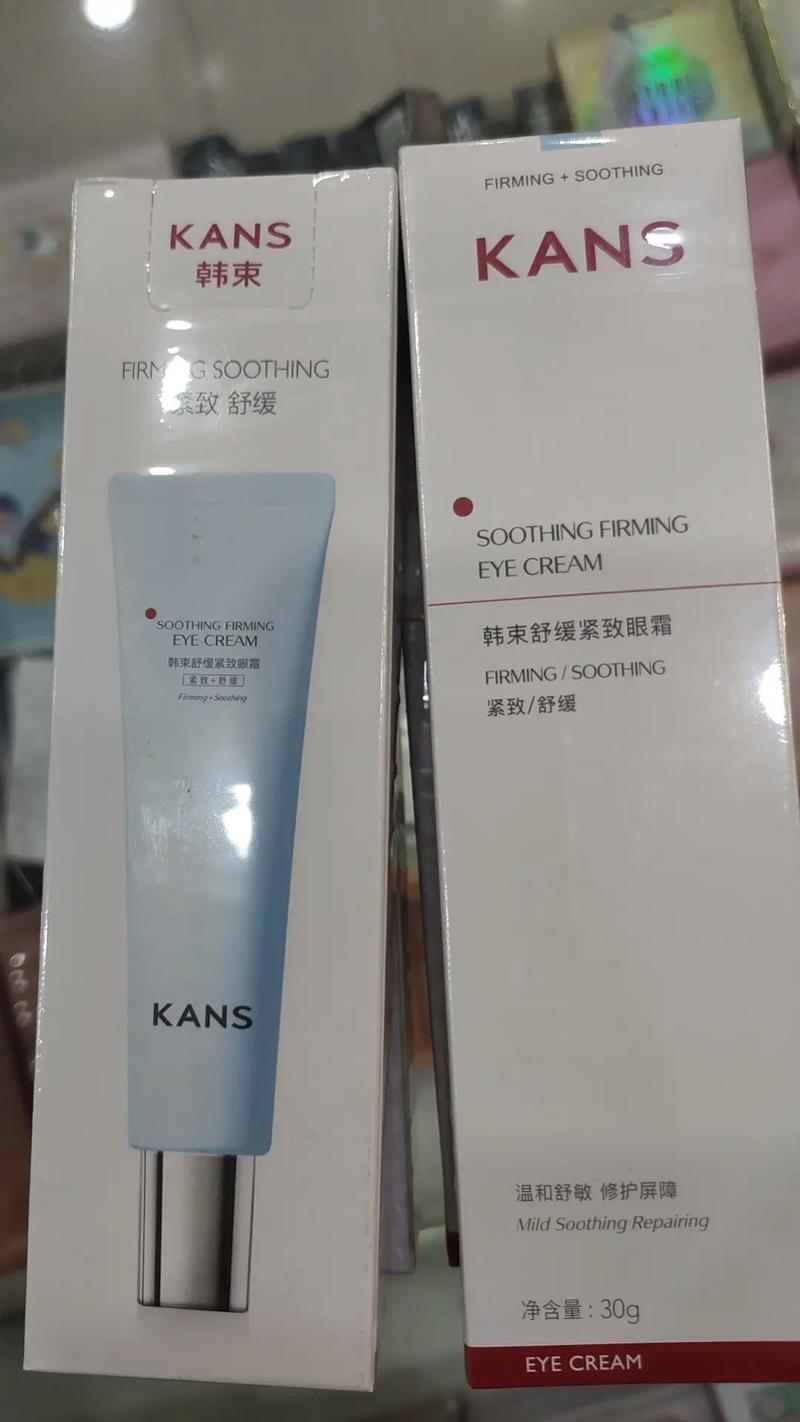 KANS
韩束
SOOTHING
致 舒缓
SOOTHING FIRMING
EYE CREAM
韩束舒缓紧致眼霜
紧致+舒缓
Firming+Soothing
KANS
FIRMING + SOOTHING
KANS
SOOTHING FIRMING
EYE CREAM
韩束舒缓紧致眼霜
FIRMING / SOOTHING
紧致/舒缓
温和舒敏 修护屏障
Mild Soothing Repairing
净含量：30g
EYE CREAM